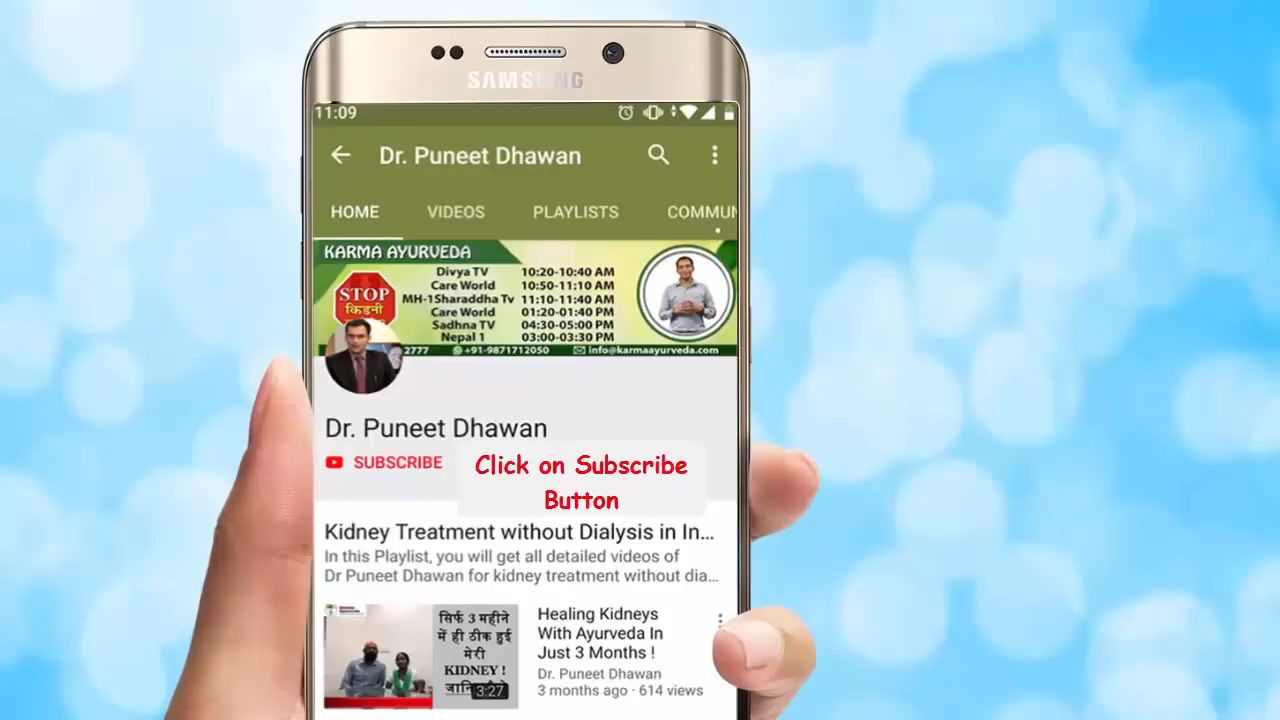 SAMSUNG
11:09
Dr. Puneet Dhawan
HOME VIDEOS PLAYLISTS COMMUN
KARMA AYURVEDA
STOP
किडनी
Divya TV 10:20-10:40 AM
Care World 10:50-11:10 AM
MH-1Sharaddha Tv 11:10-11:40 AM
Care World 01:20-01:40 PM
Sadhna TV 04:30-05:00 PM
Nepal 1 03:00-03:30 PM
2777 +91-9871712050 info@karmaayurveda.com
Dr. Puneet Dhawan
SUBSCRIBE
Click on Subscribe
Button
Kidney Treatment without Dialysis in In...
In this Playlist, you will get all detailed videos of
Dr Puneet Dhawan for kidney treatment without dia...
सिर्फ 3 महीने
में ही ठीक हुई
मेरी
KIDNEY !
3:27
Healing Kidneys
With Ayurveda In
Just 3 Months !
Dr. Puneet Dhawan
3 months ago · 614 views